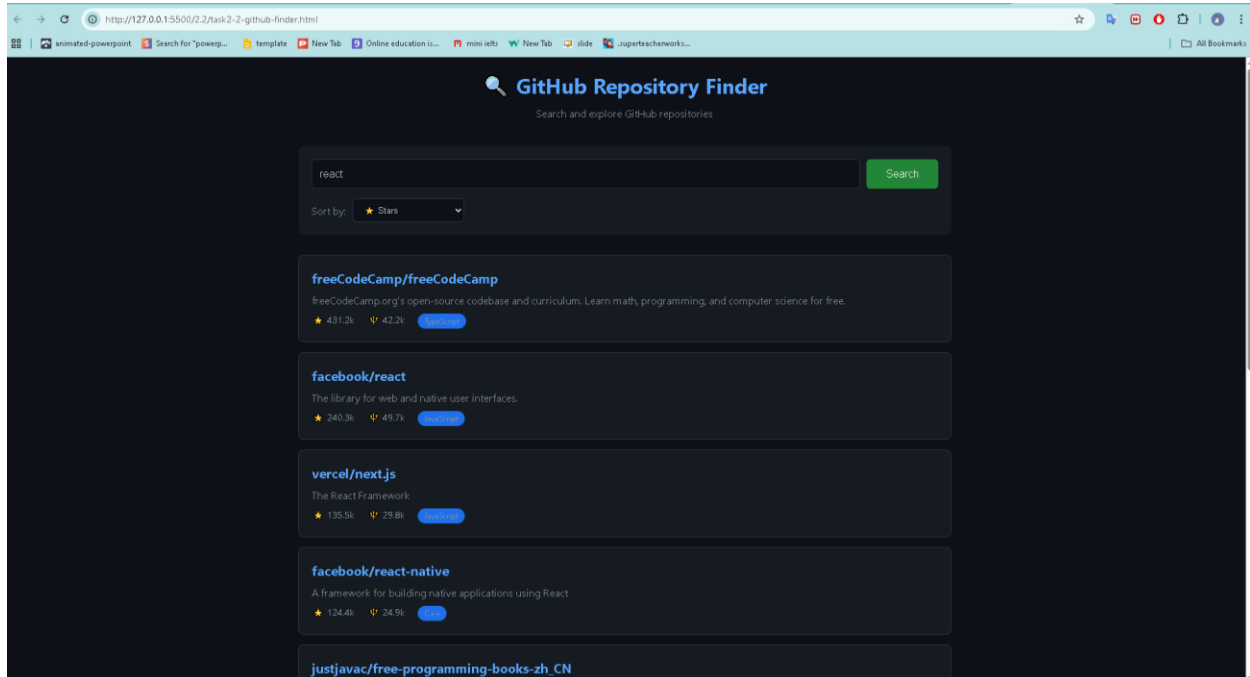 http://127.0.0.1:5500/2.2/task2-2-github-finder.html
animated-powerpoint Search for "powerp... template New Tab Online education is... mini ielts New Tab slide .superteacherworks... All Bookmarks
GitHub Repository Finder
Search and explore GitHub repositories
react Search
Sort by: Stars
freeCodeCamp/freeCodeCamp
freeCodeCamp.org's open-source codebase and curriculum. Learn math, programming, and computer science for free.
431.2k 42.2k TypeScript
facebook/react
The library for web and native user interfaces.
240.3k 49.7k JavaScript
vercel/next.js
The React Framework
135.5k 29.8k JavaScript
facebook/react-native
A framework for building native applications using React
124.4k 24.9k C++
justjavac/free-programming-books-zh_CN